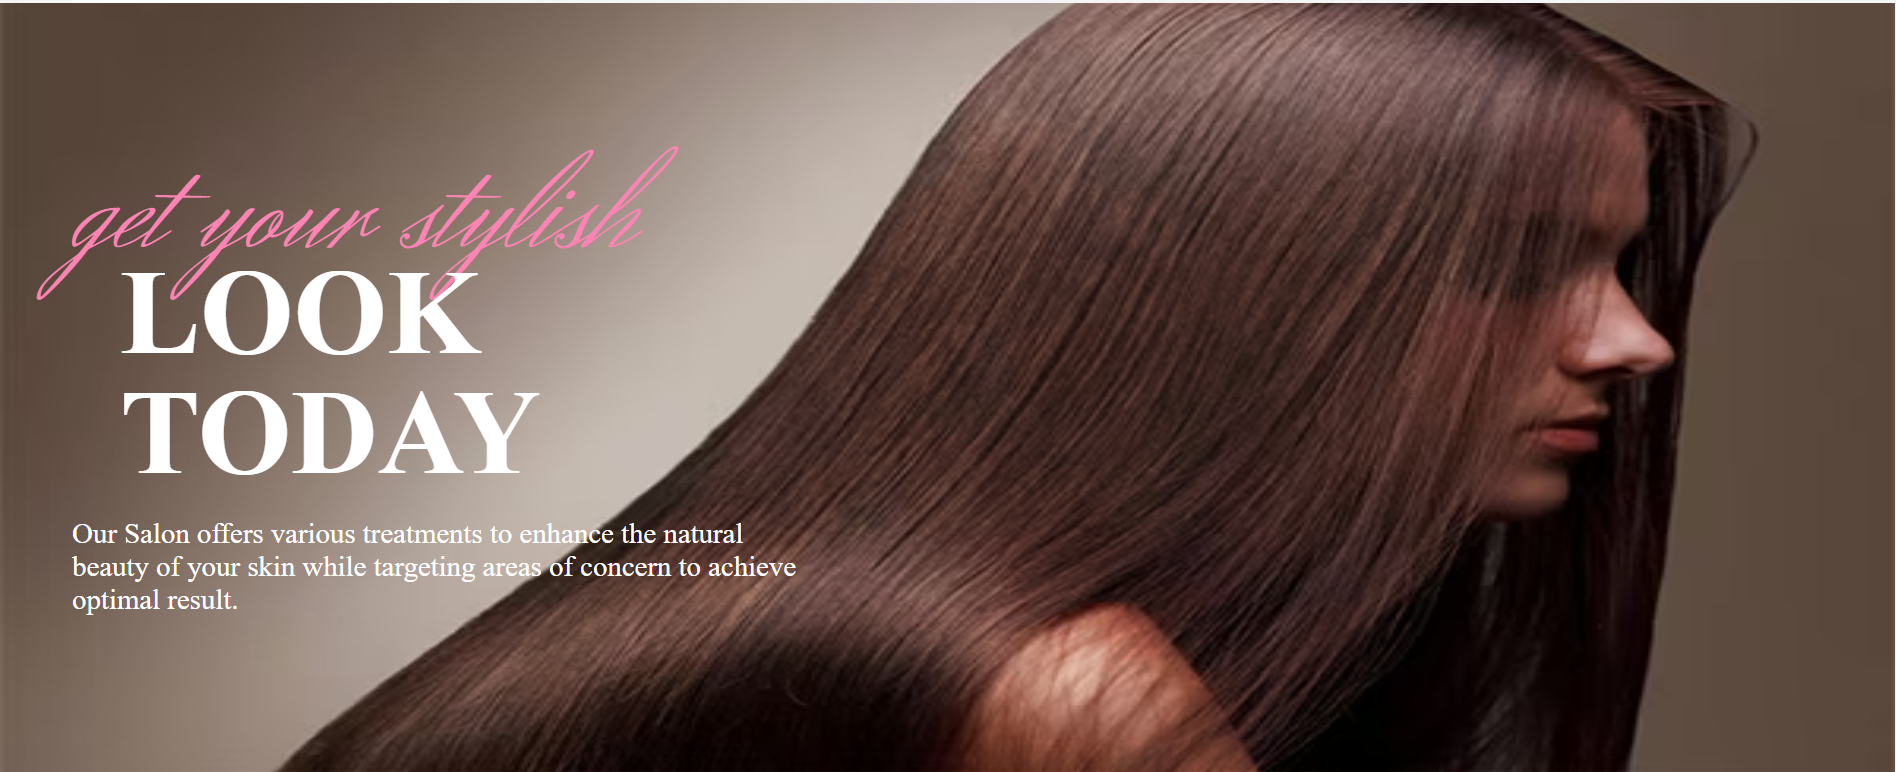 get your stylish
LOOK
TODAY
Our Salon offers various treatments to enhance the natural
beauty of your skin while targeting areas of concern to achieve
optimal result.